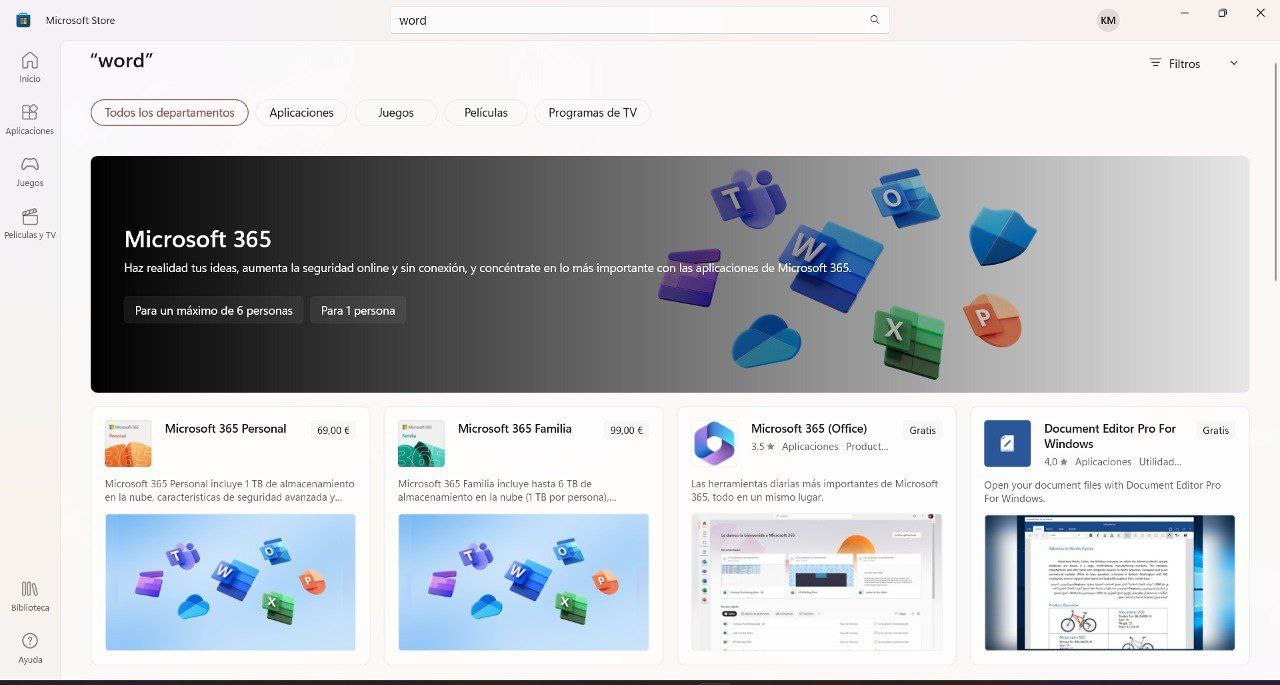 Microsoft Store
word
KM
"word"
Filtros
Inicio
Aplicaciones
Juegos
Películas y TV
Biblioteca
Ayuda
Todos los departamentos
Aplicaciones
Juegos
Películas
Programas de TV
Microsoft 365
Haz realidad tus ideas, aumenta la seguridad online y sin conexión, y concéntrate en lo más importante con las aplicaciones de Microsoft 365.
Para un máximo de 6 personas
Para 1 persona
T
O
W
X
P
Microsoft 365 Personal
69,00 €
Microsoft 365 Personal incluye 1 TB de almacenamiento
en la nube, características de seguridad avanzada y...
Microsoft 365 Familia
99,00 €
Microsoft 365 Familia incluye hasta 6 TB de
almacenamiento en la nube (1 TB por persona),...
Microsoft 365 (Office)
Gratis
3,5 ★ Aplicaciones Product...
Las herramientas diarias más importantes de Microsoft
365, todo en un mismo lugar.
Document Editor Pro For
Windows
Gratis
4,0 ★ Aplicaciones Utilidad...
Open your document files with Document Editor Pro
For Windows.
T
O
W
P
X
T
O
W
P
X
Adventure Works Cycles